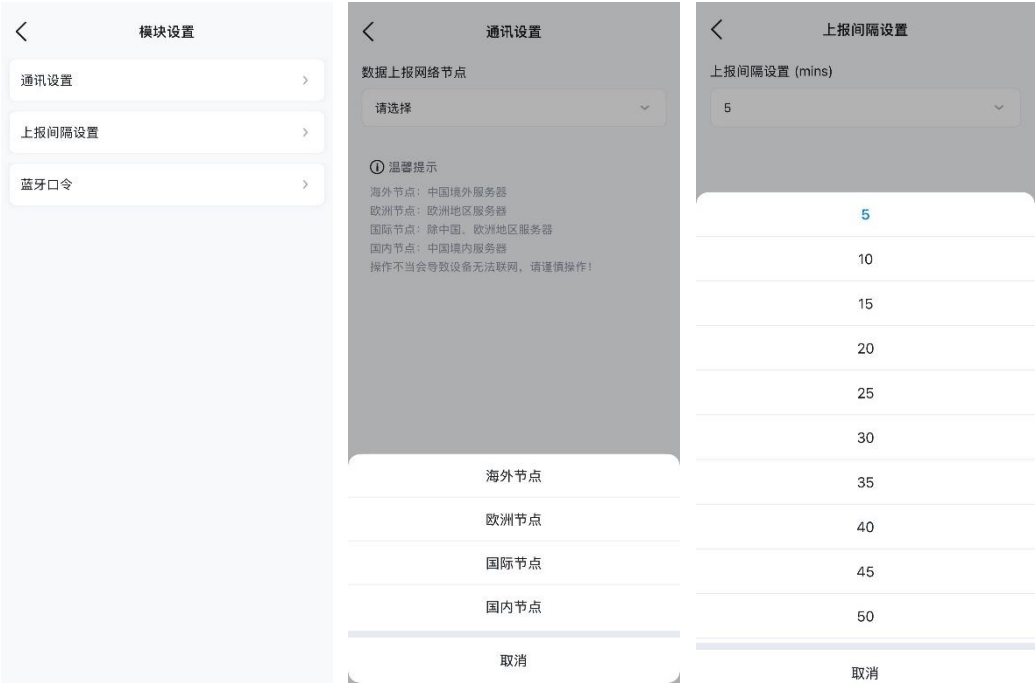 模块设置
通讯设置
上报间隔设置
蓝牙口令
通讯设置
数据上报网络节点
请选择
温馨提示
海外节点：中国境外服务器
欧洲节点：欧洲地区服务器
国际节点：除中国、欧洲地区服务器
国内节点：中国境内服务器
操作不当会导致设备无法联网，请谨慎操作！
海外节点
欧洲节点
国际节点
国内节点
取消
上报间隔设置
上报间隔设置 (mins)
5
5
10
15
20
25
30
35
40
45
50
取消